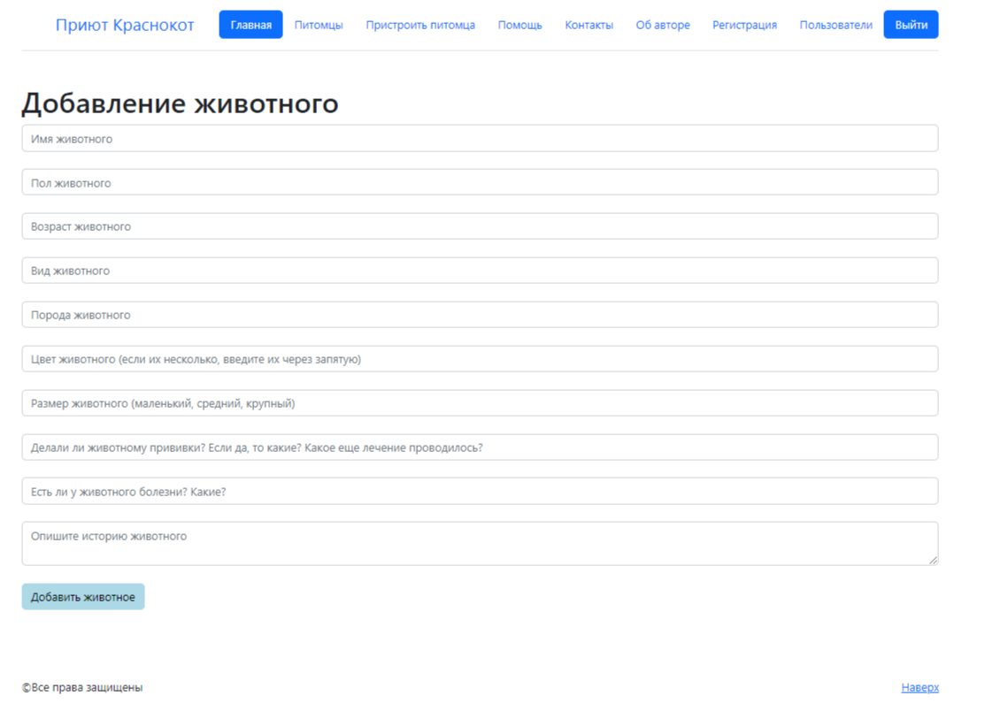 Приют Краснокот Главная Питомцы Пристроить питомца Помощь Контакты Об авторе Регистрация Пользователи Выйти
Добавление животного
Имя животного
Пол животного
Возраст животного
Вид животного
Порода животного
Цвет животного (если их несколько, введите их через запятую)
Размер животного (маленький, средний, крупный)
Делали ли животному прививки? Если да, то какие? Какое еще лечение проводилось?
Есть ли у животного болезни? Какие?
Опишите историю животного
Добавить животное
©Все права защищены Наверх